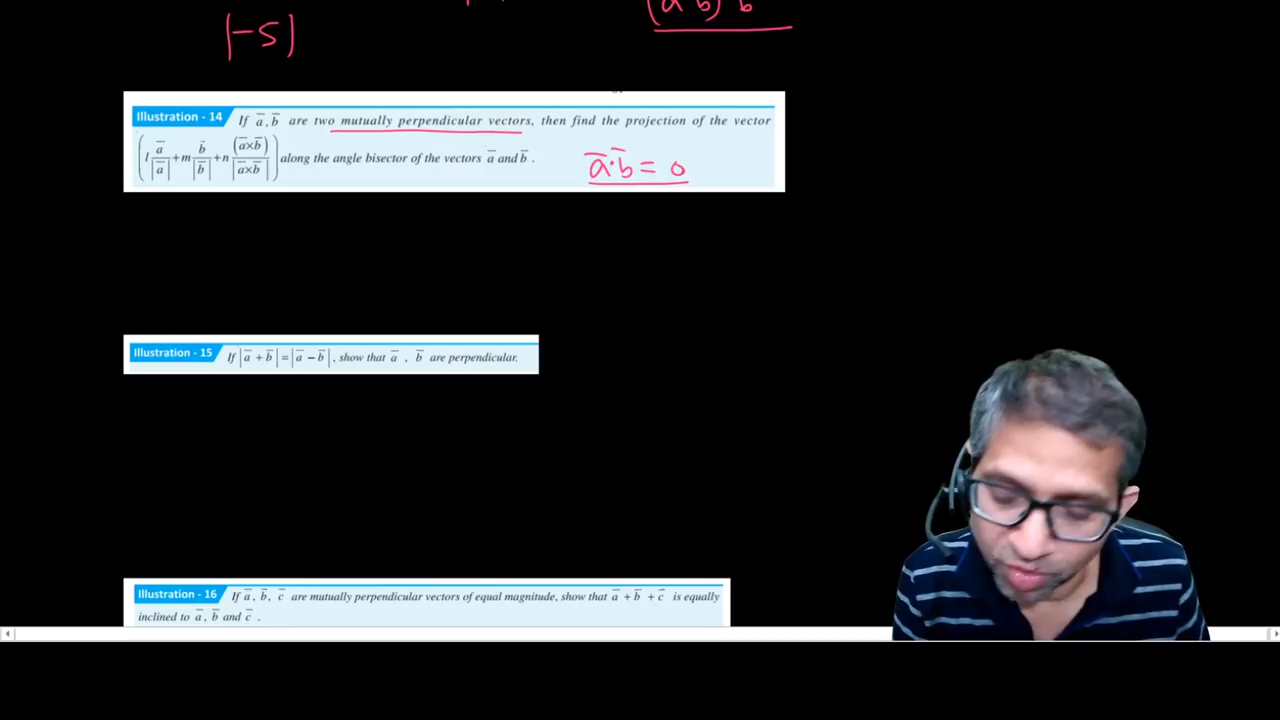 (a b) b
|-5|
Illustration - 14 If a̅, b̅ are two mutually perpendicular vectors, then find the projection of the vector
(l a̅/|a̅| + m b̅/|b̅| + n (a̅×b̅)/|a̅×b̅|) along the angle bisector of the vectors a̅ and b̅ .
a̅·b̅ = 0
Illustration - 15 If |a̅ + b̅| = |a̅ − b̅| , show that a̅ , b̅ are perpendicular.
Illustration - 16 If a̅, b̅, c̅ are mutually perpendicular vectors of equal magnitude, show that a̅ + b̅ + c̅ is equally
inclined to a̅, b̅ and c̅ .